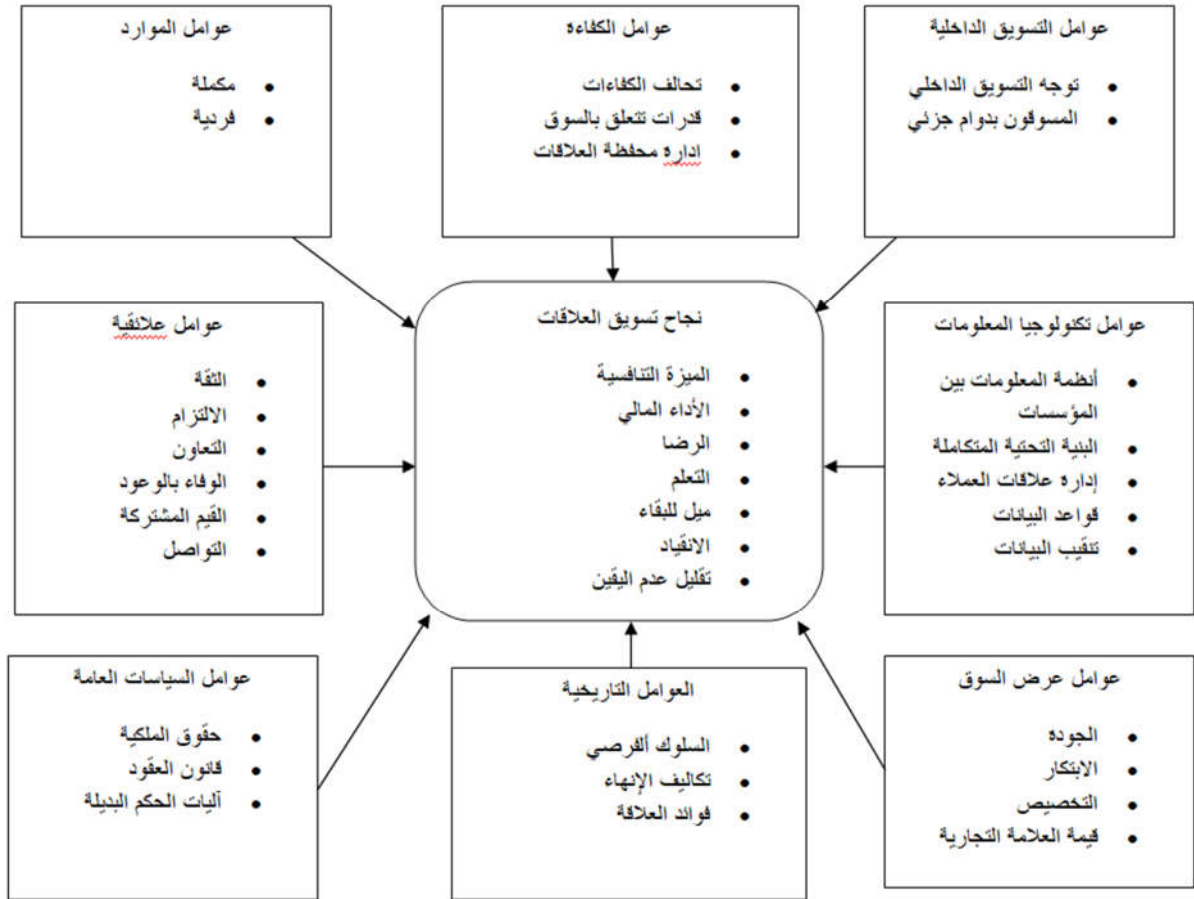 عوامل التسويق الداخلية
• توجه التسويق الداخلي
• المسوقون بدوام جزئي
عوامل الكفاءة
• تحالف الكفاءات
• قدرات تتعلق بالسوق
• اداره محفظة العلاقات
عوامل الموارد
• مكملة
• فردية
عوامل تكنولوجيا المعلومات
• أنظمة المعلومات بين
المؤسسات
• البنية التحتية المتكاملة
• إدارة علاقات العملاء
• قواعد البيانات
• تنقيب البيانات
نجاح تسويق العلاقات
• الميزة التنافسية
• الأداء المالي
• الرضا
• التعلم
• ميل للبقاء
• الانقياد
• تقليل عدم اليقين
عوامل علائقية
• الثقة
• الالتزام
• التعاون
• الوفاء بالوعود
• القيم المشتركة
• التواصل
عوامل عرض السوق
• الجودة
• الابتكار
• التخصيص
• قيمة العلامة التجارية
العوامل التاريخية
• السلوك ألفرصي
• تكاليف الإنهاء
• فوائد العلاقة
عوامل السياسات العامة
• حقوق الملكية
• قانون العقود
• آليات الحكم البديلة